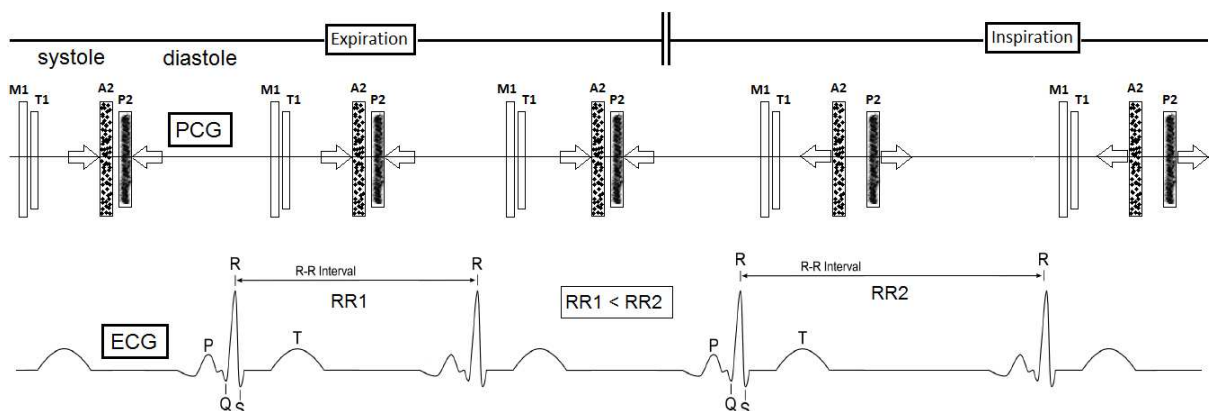 Expiration
Inspiration
systole
diastole
M1 T1 A2 P2 M1 T1 A2 P2 M1 T1 A2 P2 M1 T1 A2 P2 M1 T1 A2 P2
PCG
R R R R
R-R Interval R-R Interval
RR1 RR1 < RR2 RR2
ECG P T P T
Q S Q S